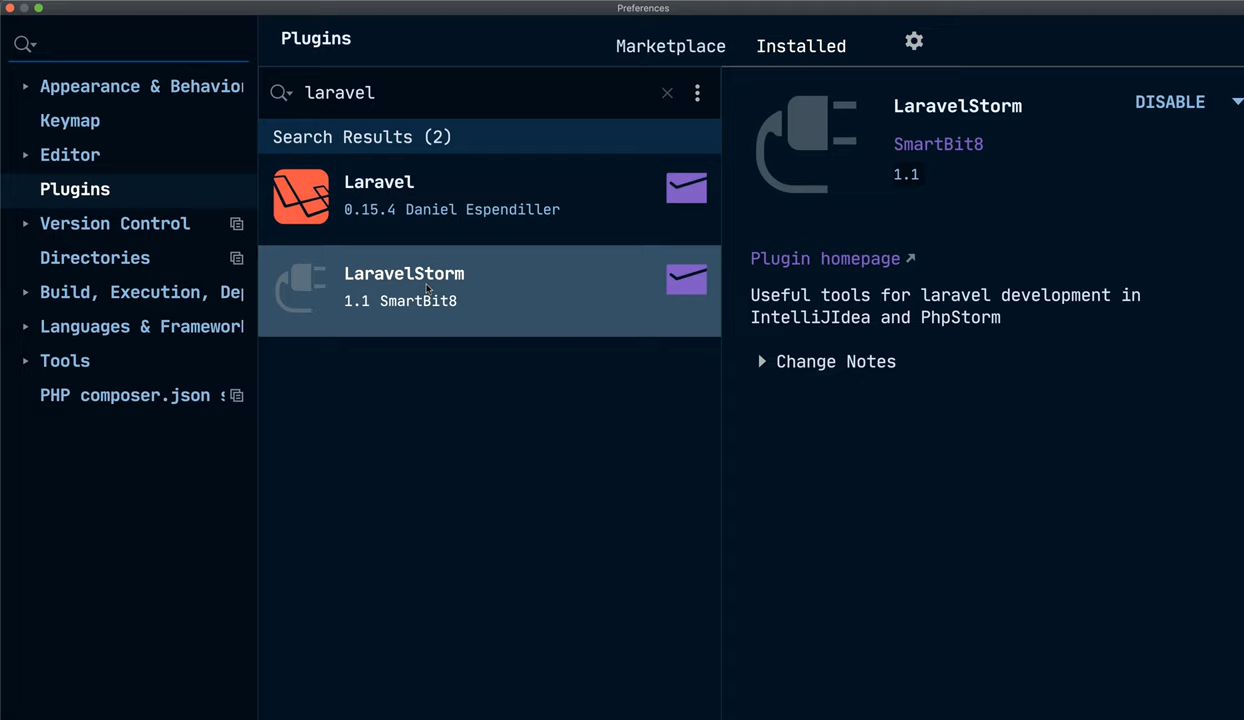 Preferences
Appearance & Behavior
Keymap
Editor
Plugins
Version Control
Directories
Build, Execution, De
Languages & Framewor
Tools
PHP composer.json s
Plugins
Marketplace
Installed
laravel
Search Results (2)
Laravel
0.15.4 Daniel Espendiller
LaravelStorm
1.1 SmartBit8
LaravelStorm
DISABLE
SmartBit8
1.1
Plugin homepage
Useful tools for laravel development in
IntelliJIdea and PhpStorm
Change Notes